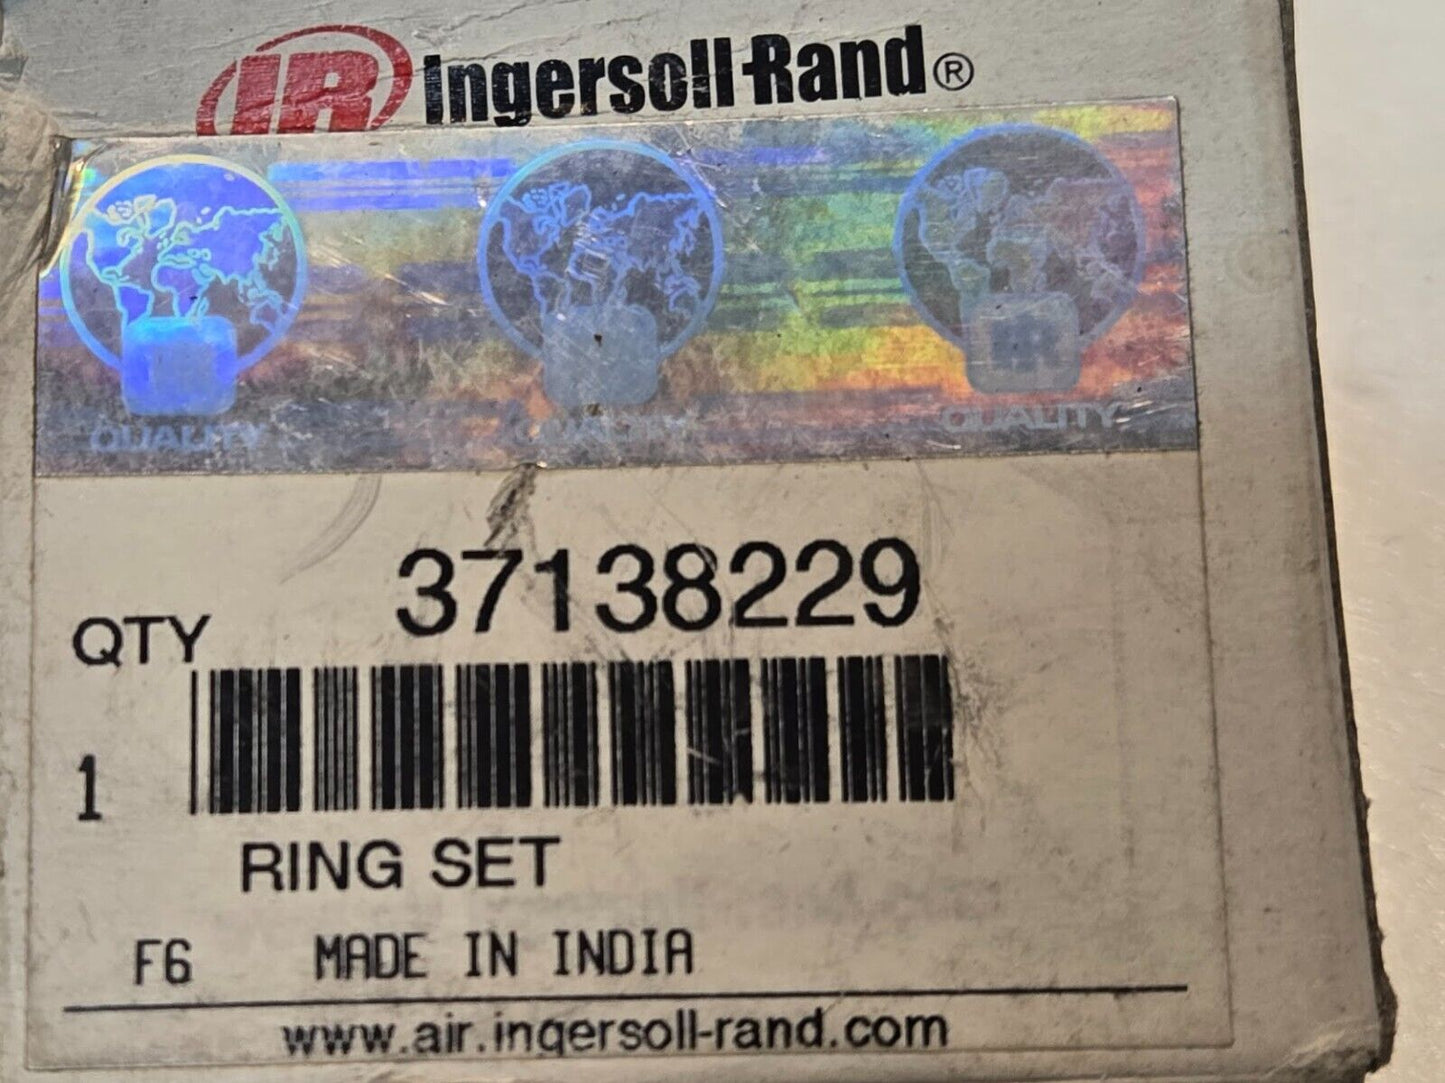 IR Ingersoll-Rand®
QUALITY QUALITY QUALITY
37138229
QTY
1
RING SET
F6 MADE IN INDIA
www.air.ingersoll-rand.com